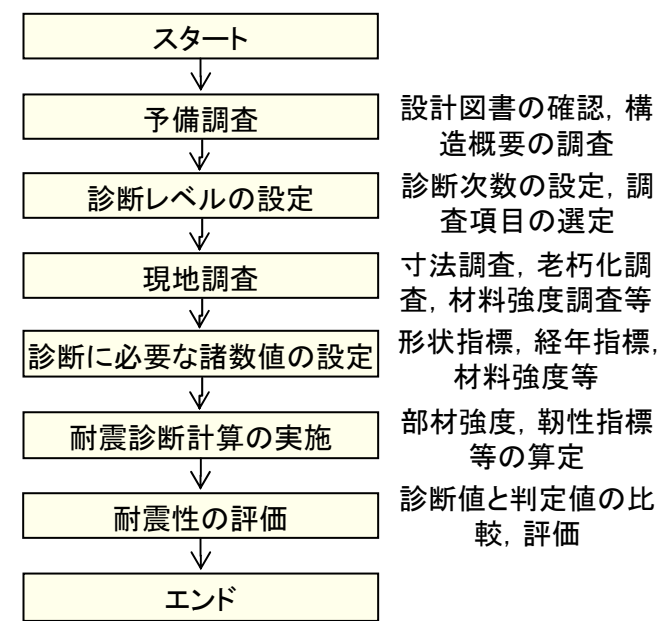 スタート
予備調査
設計図書の確認, 構
造概要の調査
診断レベルの設定
診断次数の設定, 調
査項目の選定
現地調査
寸法調査, 老朽化調
査, 材料強度調査等
診断に必要な諸数値の設定
形状指標, 経年指標,
材料強度等
耐震診断計算の実施
部材強度, 靭性指標
等の算定
耐震性の評価
診断値と判定値の比
較, 評価
エンド